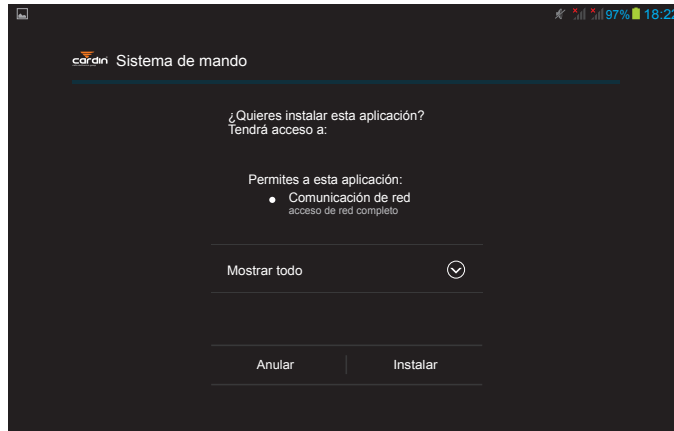 97% 18:22
cardin Sistema de mando
¿Quieres instalar esta aplicación?
Tendrá acceso a:
Permites a esta aplicación:
● Comunicación de red
acceso de red completo
Mostrar todo
Anular Instalar